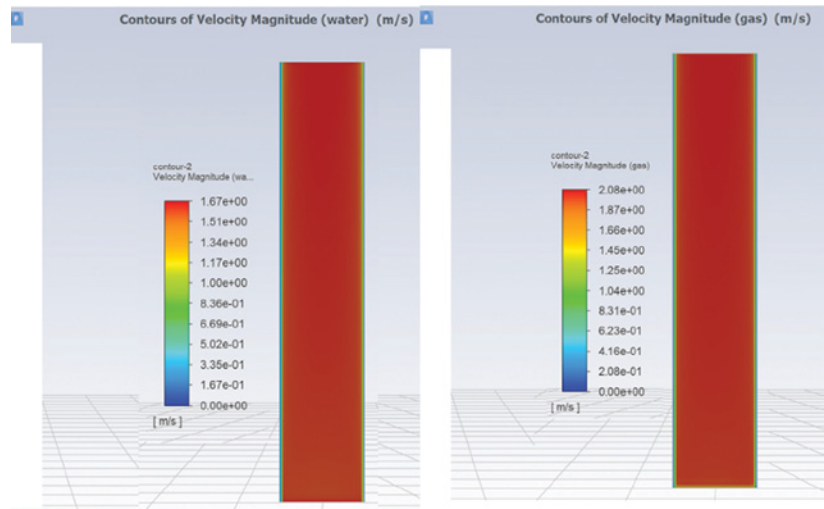 Contours of Velocity Magnitude (water) (m/s)
contour-2
Velocity Magnitude (wa...
1.67e+00
1.51e+00
1.34e+00
1.17e+00
1.00e+00
8.36e-01
6.69e-01
5.02e-01
3.35e-01
1.67e-01
0.00e+00
[ m/s ]
Contours of Velocity Magnitude (gas) (m/s)
contour-2
Velocity Magnitude (gas)
2.08e+00
1.87e+00
1.66e+00
1.45e+00
1.25e+00
1.04e+00
8.31e-01
6.23e-01
4.16e-01
2.08e-01
0.00e+00
[ m/s ]